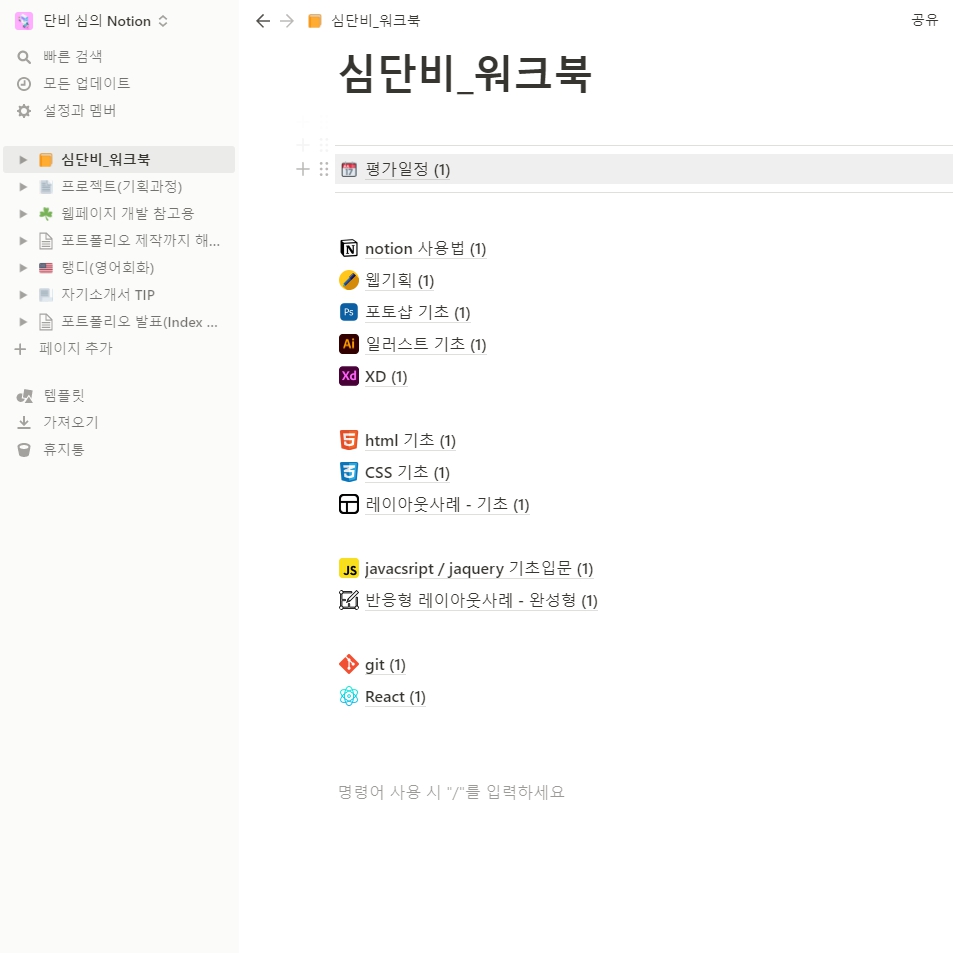 단비 심의 Notion
빠른 검색
모든 업데이트
설정과 멤버
심단비_워크북
프로젝트(기획과정)
웹페이지 개발 참고용
포트폴리오 제작까지 해...
랭디(영어회화)
자기소개서 TIP
포트폴리오 발표(Index ...
페이지 추가
템플릿
가져오기
휴지통
심단비_워크북
공유
심단비_워크북
평가일정 (1)
notion 사용법 (1)
웹기획 (1)
Ps 포토샵 기초 (1)
Ai 일러스트 기초 (1)
Xd XD (1)
html 기초 (1)
CSS 기초 (1)
레이아웃사례 - 기초 (1)
JS javacsript / jaquery 기초입문 (1)
반응형 레이아웃사례 - 완성형 (1)
git (1)
React (1)
명령어 사용 시 "/"를 입력하세요